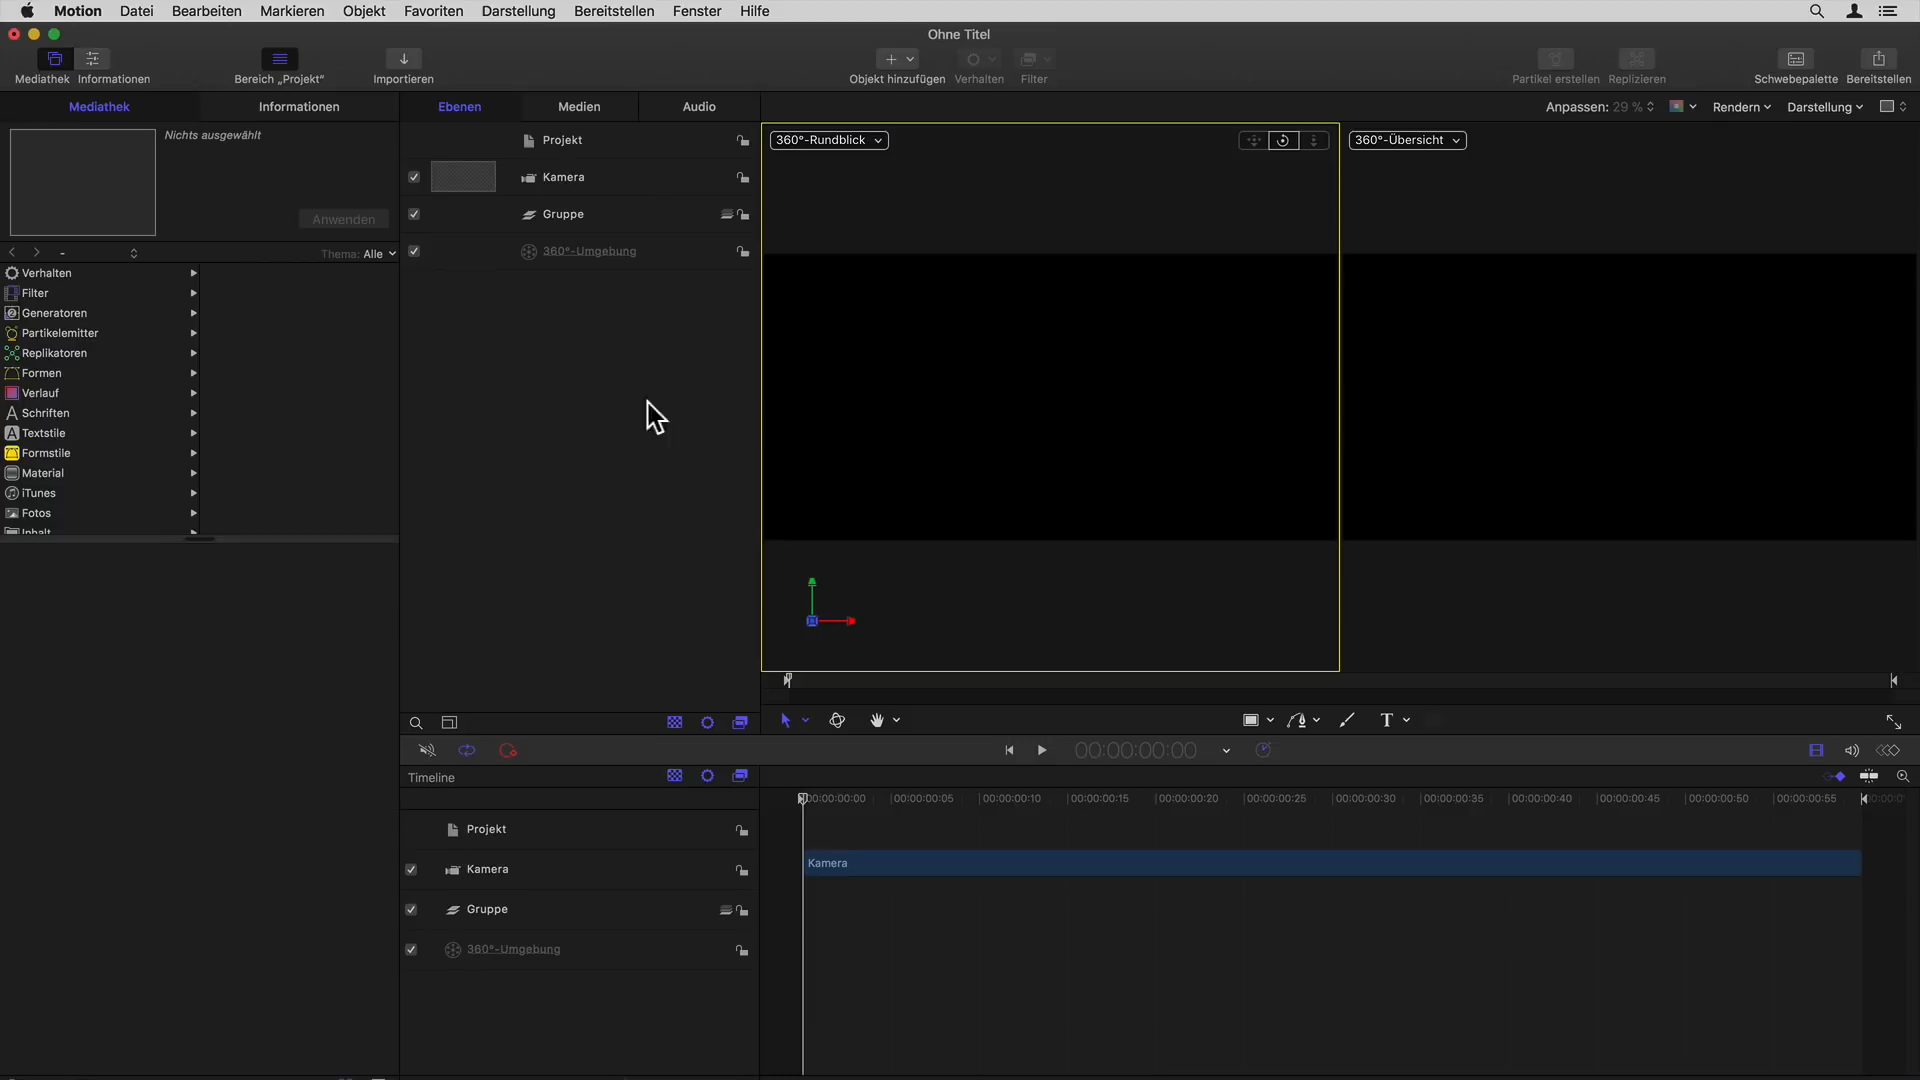 Motion Datei Bearbeiten Markieren Objekt Favoriten Darstellung Bereitstellen Fenster Hilfe
Ohne Titel
Mediathek Informationen Bereich „Projekt“ Importieren Objekt hinzufügen Verhalten Filter Partikel erstellen Replizieren Schwebepalette Bereitstellen
Mediathek Informationen Ebenen Medien Audio Anpassen: 29 % Rendern Darstellung
Nichts ausgewählt
Anwenden
- Thema: Alle
Verhalten
Filter
Generatoren
Partikelemitter
Replikatoren
Formen
Verlauf
Schriften
Textstile
Formstile
Material
iTunes
Fotos
Inhalt
Projekt
Kamera
Gruppe
360°-Umgebung
360°-Rundblick
360°-Übersicht
T
00:00:00:00
Timeline
00:00:00:00 00:00:00:05 00:00:00:10 00:00:00:15 00:00:00:20 00:00:00:25 00:00:00:30 00:00:00:35 00:00:00:40 00:00:00:45 00:00:00:50 00:00:00:55
Projekt
Kamera
Kamera
Gruppe
360°-Umgebung